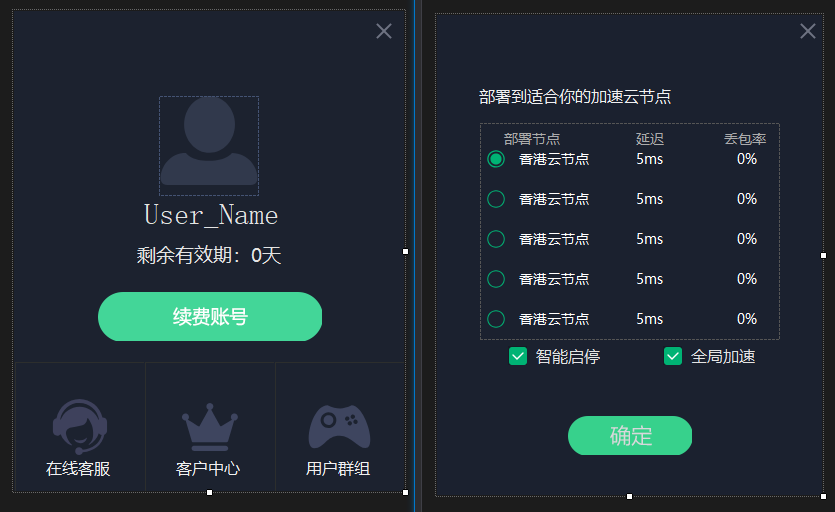 User_Name
剩余有效期：0天
续费账号
在线客服 客户中心 用户群组
部署到适合你的加速云节点
部署节点 延迟 丢包率
香港云节点 5ms 0%
香港云节点 5ms 0%
香港云节点 5ms 0%
香港云节点 5ms 0%
香港云节点 5ms 0%
智能启停 全局加速
确定